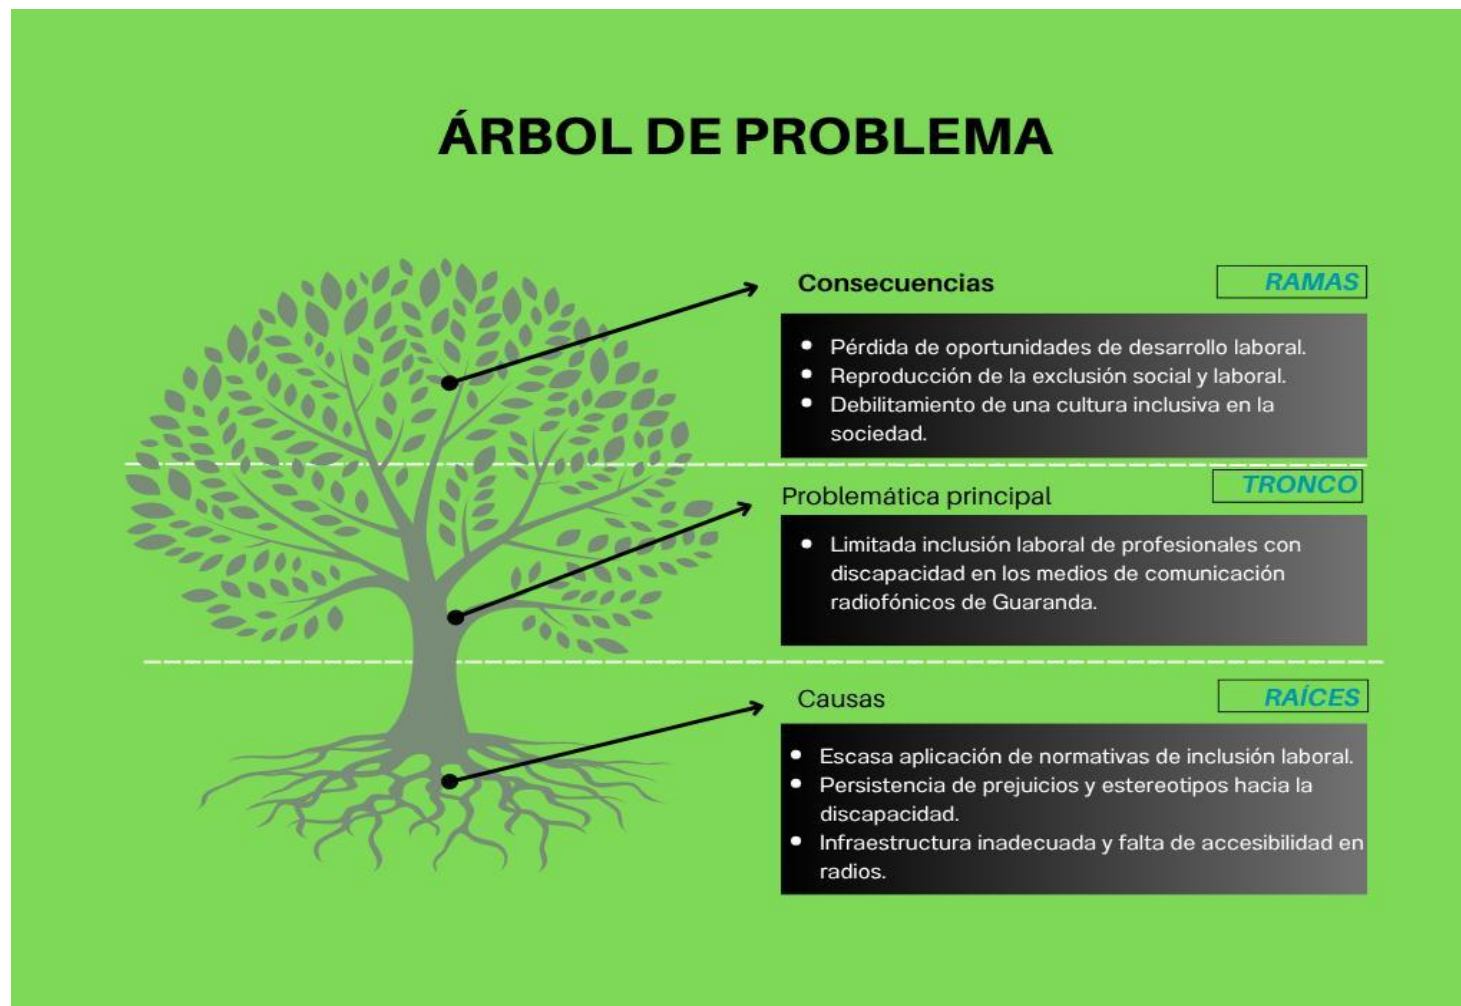 ÁRBOL DE PROBLEMA
Consecuencias
RAMAS
• Pérdida de oportunidades de desarrollo laboral.
• Reproducción de la exclusión social y laboral.
• Debilitamiento de una cultura inclusiva en la
sociedad.
Problemática principal
TRONCO
• Limitada inclusión laboral de profesionales con
discapacidad en los medios de comunicación
radiofónicos de Guaranda.
Causas
RAÍCES
• Escasa aplicación de normativas de inclusión laboral.
• Persistencia de prejuicios y estereotipos hacia la
discapacidad.
• Infraestructura inadecuada y falta de accesibilidad en
radios.